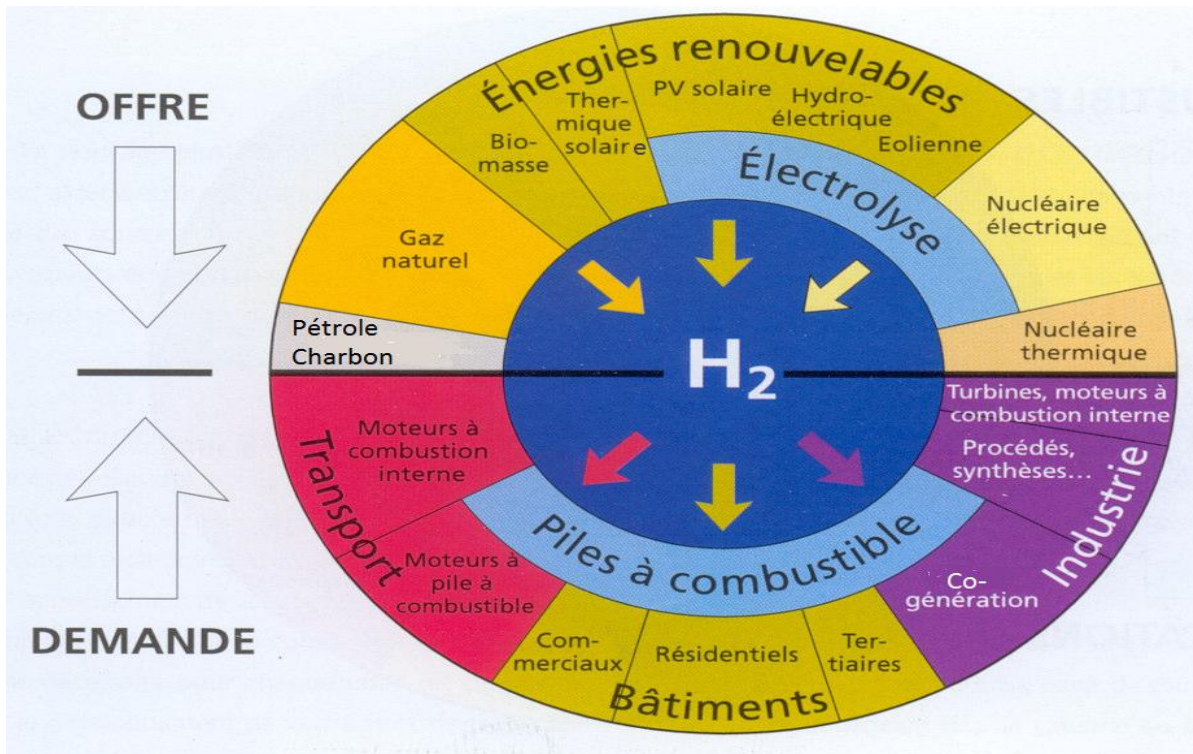 OFFRE
Énergies renouvelables
PV solaire
Hydro-
électrique
Eolienne
Ther-
mique
solaire
Bio-
masse
Électrolyse
Nucléaire
électrique
Gaz
naturel
Pétrole
Charbon
Nucléaire
thermique
H2
Turbines, moteurs à
combustion interne
Procédés,
synthèses...
Industrie
Co-
génération
Transport
Moteurs à
combustion
interne
Moteurs à
pile à
combustible
Piles à combustible
Com-
merciaux
Résidentiels
Ter-
tiaires
Bâtiments
DEMANDE